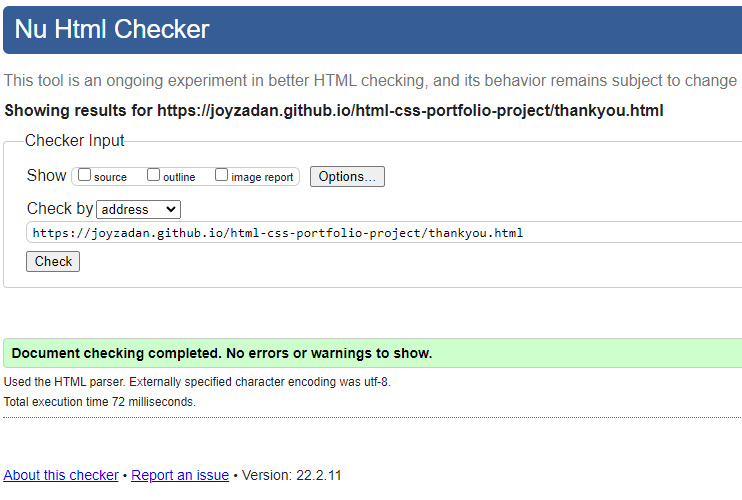 Nu Html Checker
This tool is an ongoing experiment in better HTML checking, and its behavior remains subject to change
Showing results for https://joyzadan.github.io/html-css-portfolio-project/thankyou.html
Checker Input
Show source outline image report Options...
Check by address
https://joyzadan.github.io/html-css-portfolio-project/thankyou.html
Check
Document checking completed. No errors or warnings to show.
Used the HTML parser. Externally specified character encoding was utf-8.
Total execution time 72 milliseconds.
About this checker • Report an issue • Version: 22.2.11